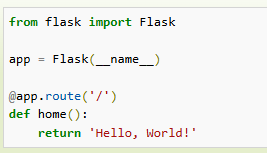 from flask import Flask
app = Flask(__name__)
@app.route('/')
def home():
    return 'Hello, World!'